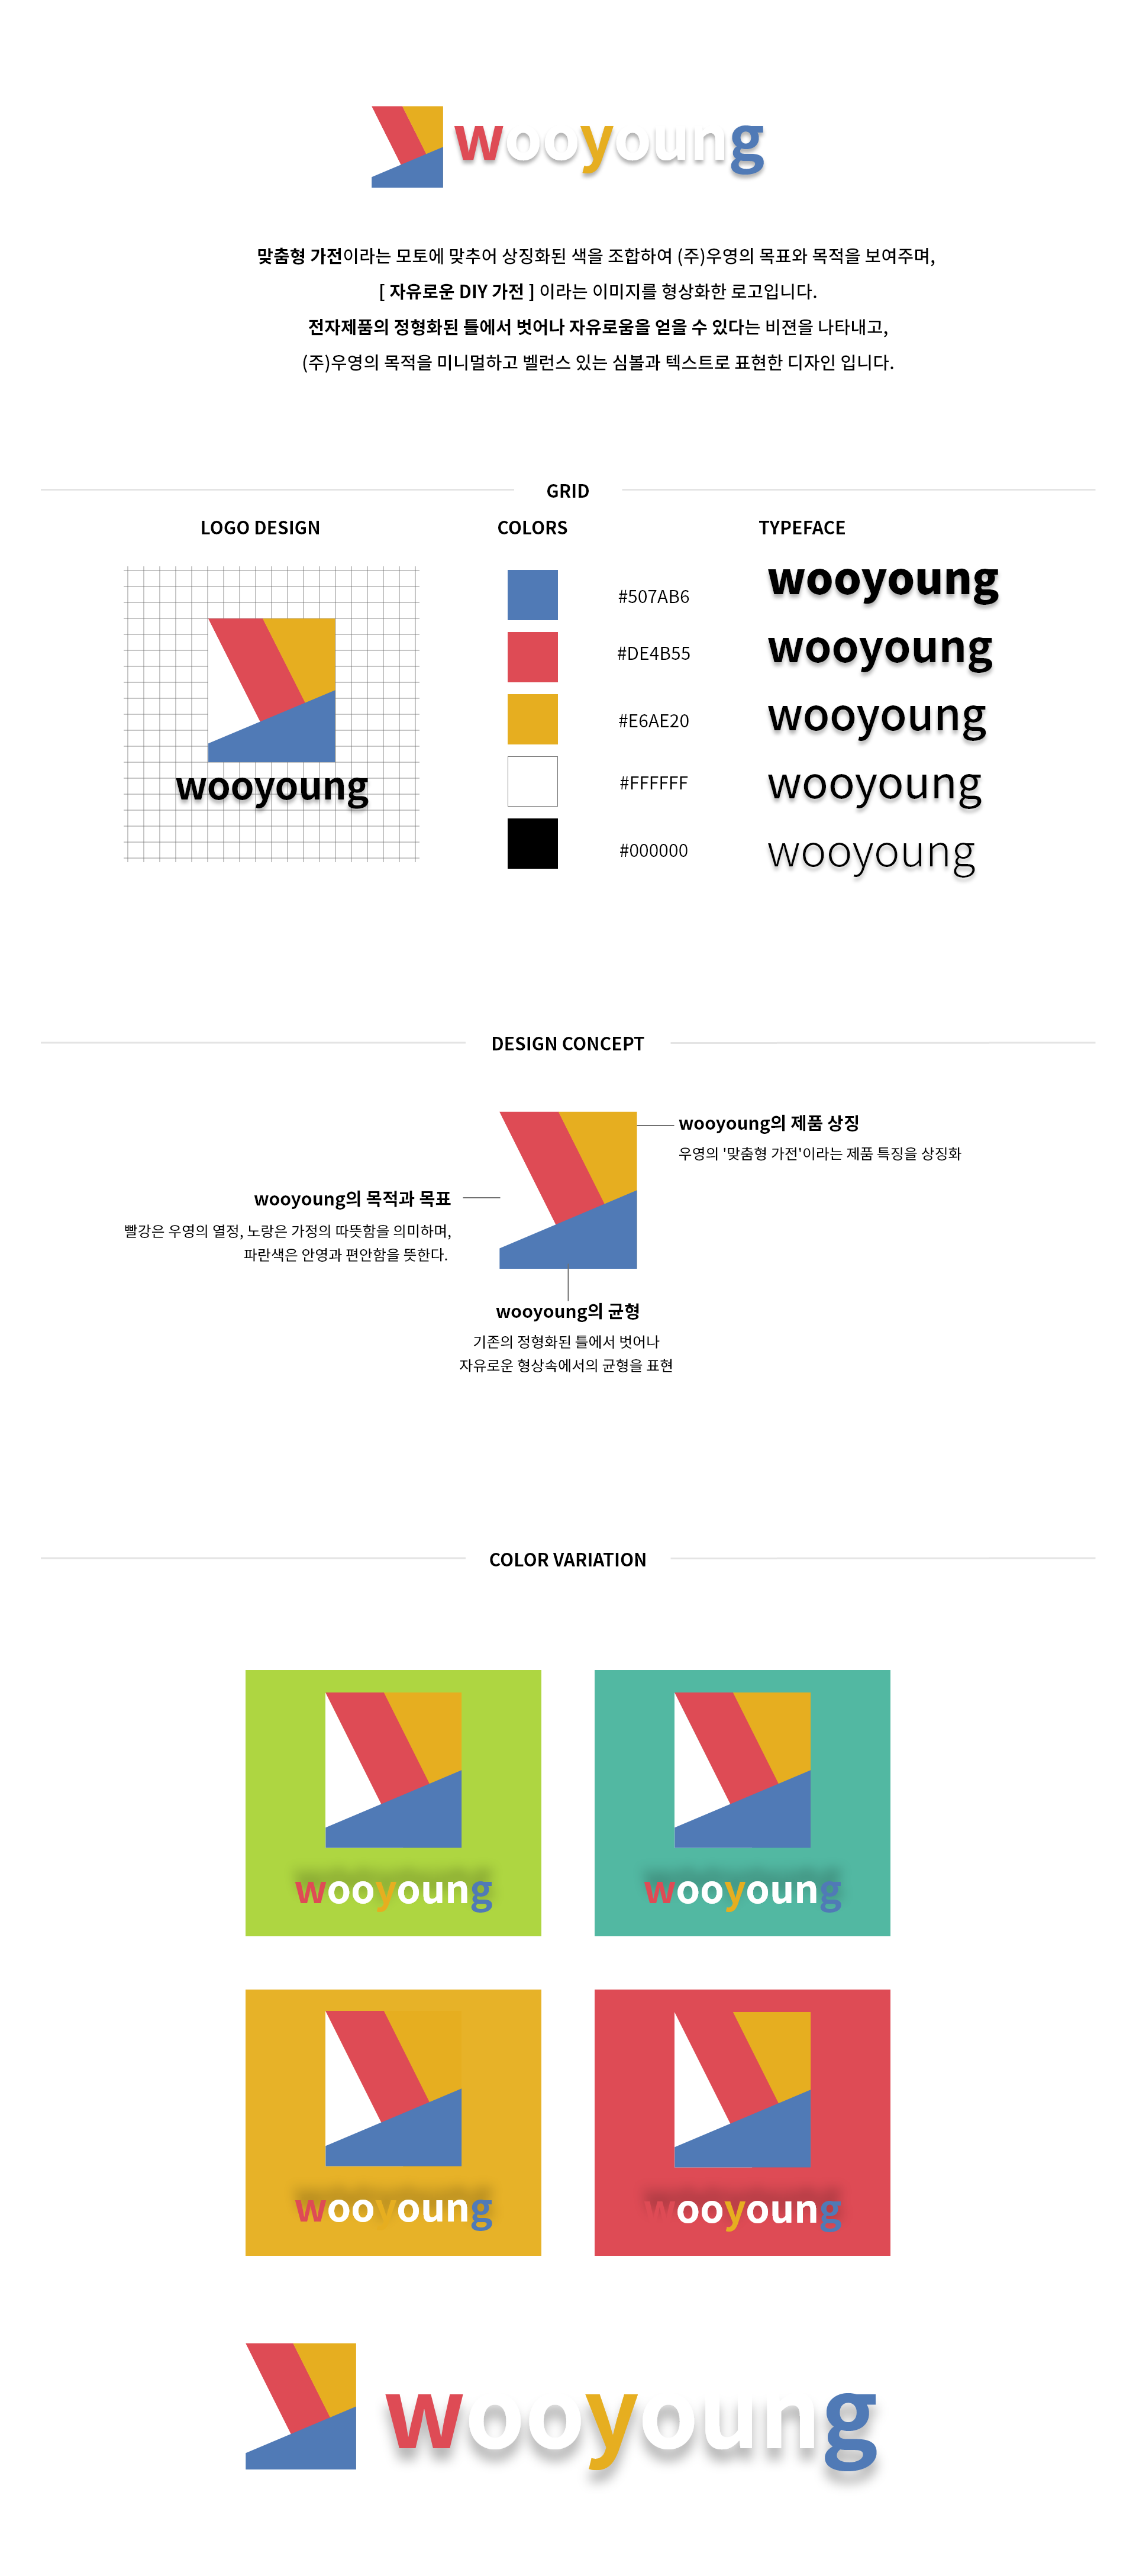 wooyoung
맞춤형 가전이라는 모토에 맞추어 상징화된 색을 조합하여 (주)우영의 목표와 목적을 보여주며,
[ 자유로운 DIY 가전 ] 이라는 이미지를 형상화한 로고입니다.
전자제품의 정형화된 틀에서 벗어나 자유로움을 얻을 수 있다는 비젼을 나타내고,
(주)우영의 목적을 미니멀하고 벨런스 있는 심볼과 텍스트로 표현한 디자인 입니다.
GRID
LOGO DESIGN
wooyoung
COLORS
#507AB6
#DE4B55
#E6AE20
#FFFFFF
#000000
TYPEFACE
wooyoung
wooyoung
wooyoung
wooyoung
wooyoung
DESIGN CONCEPT
wooyoung의 제품 상징
우영의 '맞춤형 가전'이라는 제품 특징을 상징화
wooyoung의 목적과 목표
빨강은 우영의 열정, 노랑은 가정의 따뜻함을 의미하며,
파란색은 안영과 편안함을 뜻한다.
wooyoung의 균형
기존의 정형화된 틀에서 벗어나
자유로운 형상속에서의 균형을 표현
COLOR VARIATION
wooyoung
wooyoung
wooyoung
wooyoung
wooyoung